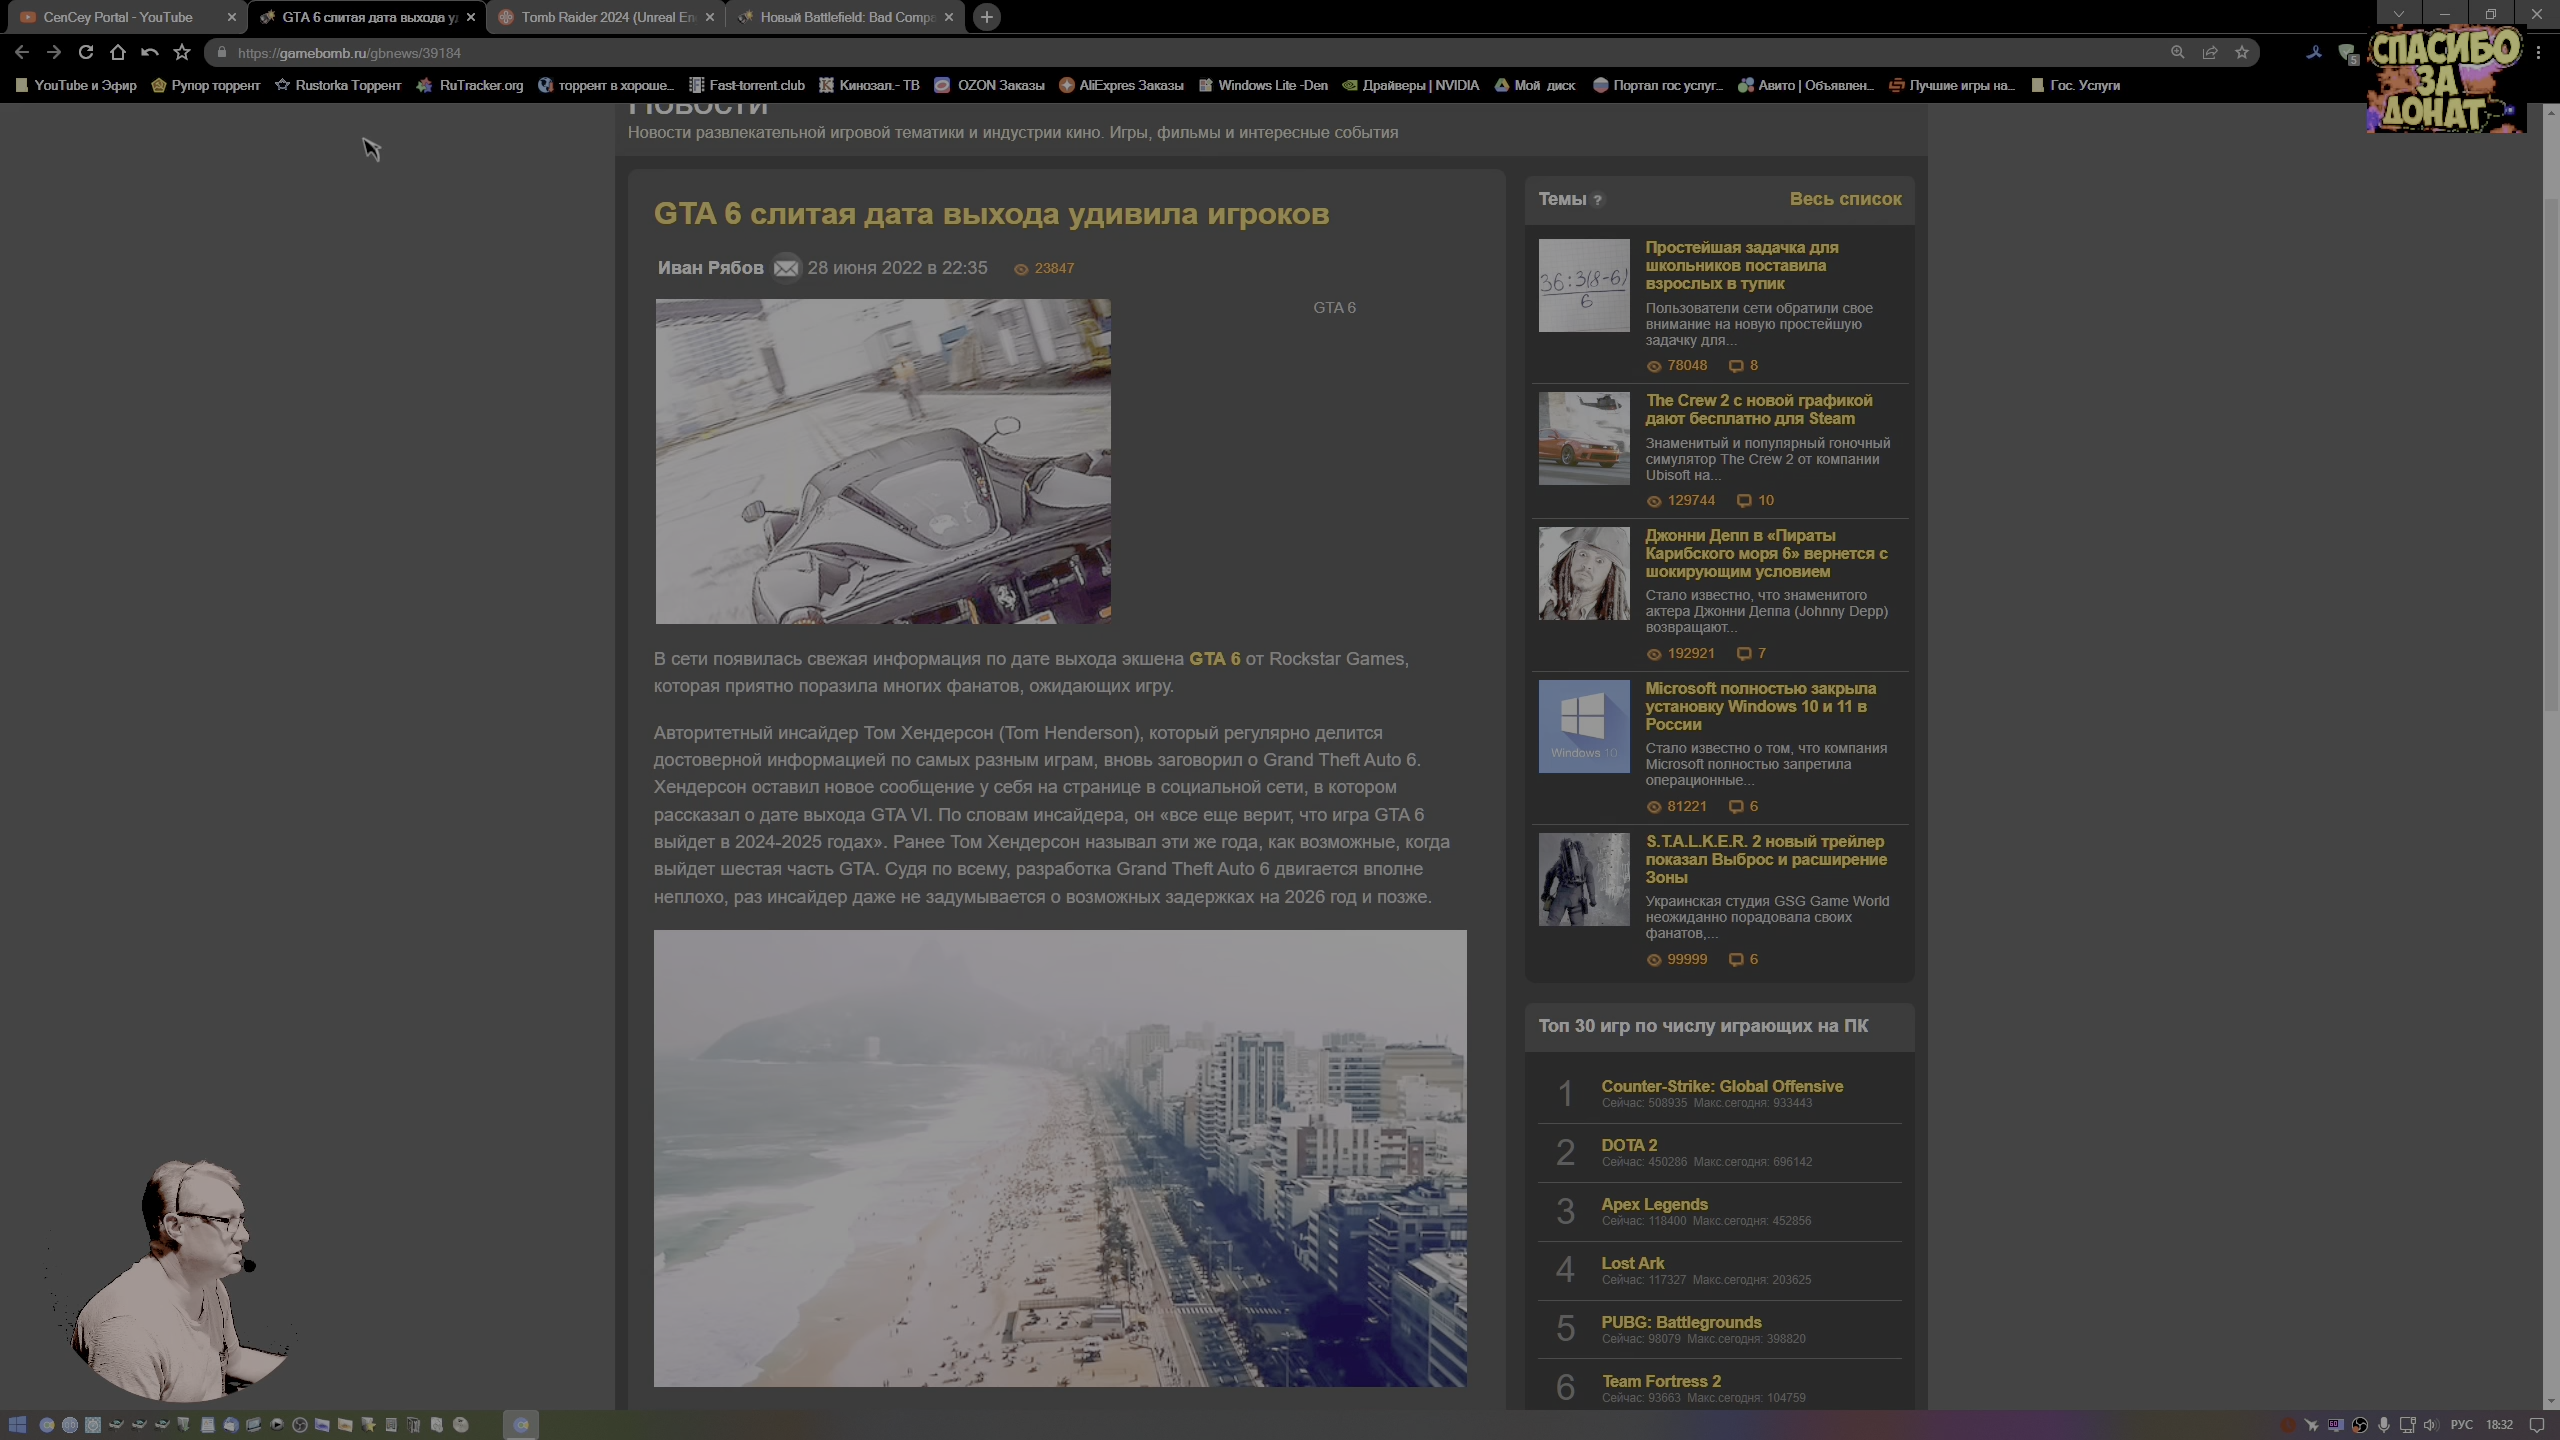 CenCey Portal - YouTube
GTA 6 слитая дата выхода у
Tomb Raider 2024 (Unreal En
Новый Battlefield: Bad Compa
https://gamebomb.ru/gbnews/39184
5
YouTube и Эфир
Рупор торрент
Rustorka Торрент
RuTracker.org
торрент в хороше...
Fast-torrent.club
Кинозал.- ТВ
OZON Заказы
AliExpres Заказы
Windows Lite -Den
Драйверы | NVIDIA
Мой диск
Портал гос услуг...
Авито | Объявлен...
Лучшие игры на...
Гос. Услуги
СПАСИБО
ЗА
ДОНАТ
Новости
Новости развлекательной игровой тематики и индустрии кино. Игры, фильмы и интересные события
GTA 6 слитая дата выхода удивила игроков
Иван Рябов 28 июня 2022 в 22:35 23847
GTA 6
В сети появилась свежая информация по дате выхода экшена GTA 6 от Rockstar Games,
которая приятно поразила многих фанатов, ожидающих игру.
Авторитетный инсайдер Том Хендерсон (Tom Henderson), который регулярно делится
достоверной информацией по самых разным играм, вновь заговорил о Grand Theft Auto 6.
Хендерсон оставил новое сообщение у себя на странице в социальной сети, в котором
рассказал о дате выхода GTA VI. По словам инсайдера, он «все еще верит, что игра GTA 6
выйдет в 2024-2025 годах». Ранее Том Хендерсон называл эти же года, как возможные, когда
выйдет шестая часть GTA. Судя по всему, разработка Grand Theft Auto 6 двигается вполне
неплохо, раз инсайдер даже не задумывается о возможных задержках на 2026 год и позже.
Темы ?
Весь список
36:3(8-6)
6
Простейшая задачка для
школьников поставила
взрослых в тупик
Пользователи сети обратили свое
внимание на новую простейшую
задачку для...
78048 8
The Crew 2 с новой графикой
дают бесплатно для Steam
Знаменитый и популярный гоночный
симулятор The Crew 2 от компании
Ubisoft на...
129744 10
Джонни Депп в «Пираты
Карибского моря 6» вернется с
шокирующим условием
Стало известно, что знаменитого
актера Джонни Деппа (Johnny Depp)
возвращают...
192921 7
Windows 10
Microsoft полностью закрыла
установку Windows 10 и 11 в
России
Стало известно о том, что компания
Microsoft полностью запретила
операционные...
81221 6
S.T.A.L.K.E.R. 2 новый трейлер
показал Выброс и расширение
Зоны
Украинская студия GSG Game World
неожиданно порадовала своих
фанатов,...
99999 6
Топ 30 игр по числу играющих на ПК
1 Counter-Strike: Global Offensive
Сейчас: 508935 Макс.сегодня: 933443
2 DOTA 2
Сейчас: 450286 Макс.сегодня: 696142
3 Apex Legends
Сейчас: 118400 Макс.сегодня: 452856
4 Lost Ark
Сейчас: 117327 Макс.сегодня: 203625
5 PUBG: Battlegrounds
Сейчас: 98079 Макс.сегодня: 398820
6 Team Fortress 2
Сейчас: 93663 Макс.сегодня: 104759
60
РУС 18:32